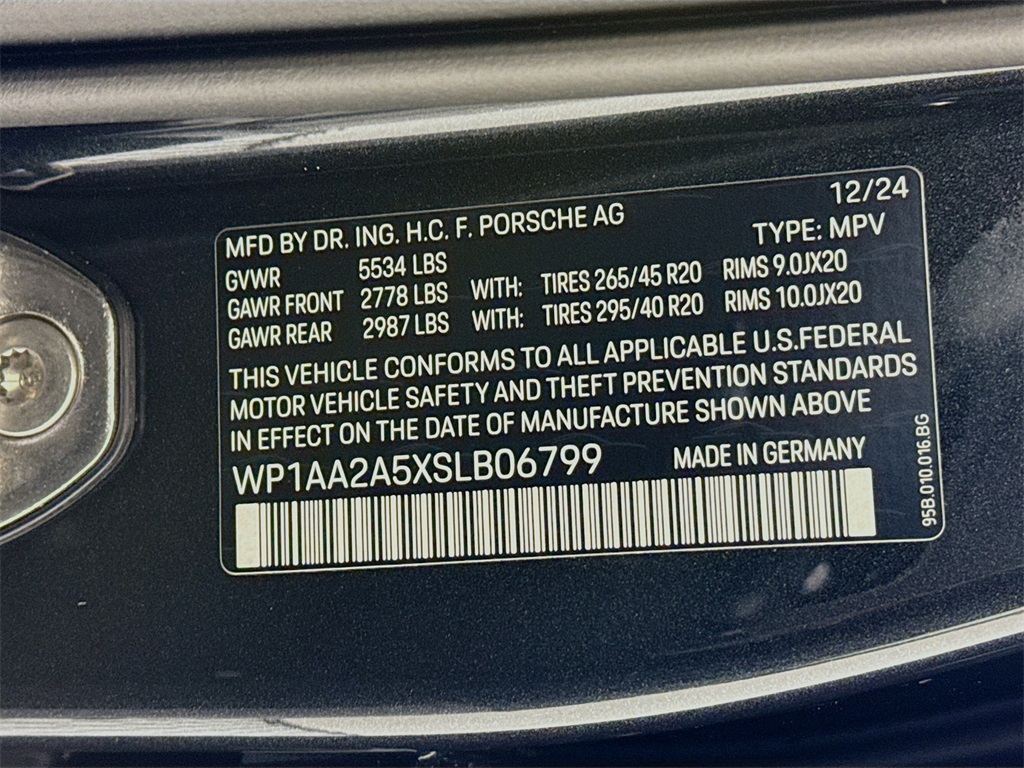 12/24
MFD BY DR. ING. H.C. F. PORSCHE AG
TYPE: MPV
GVWR 5534 LBS
GAWR FRONT 2778 LBS WITH: TIRES 265/45 R20 RIMS 9.0JX20
GAWR REAR 2987 LBS WITH: TIRES 295/40 R20 RIMS 10.0JX20
THIS VEHICLE CONFORMS TO ALL APPLICABLE U.S.FEDERAL
MOTOR VEHICLE SAFETY AND THEFT PREVENTION STANDARDS
IN EFFECT ON THE DATE OF MANUFACTURE SHOWN ABOVE
WP1AA2A5XSLB06799 MADE IN GERMANY
95B.010.016.BG